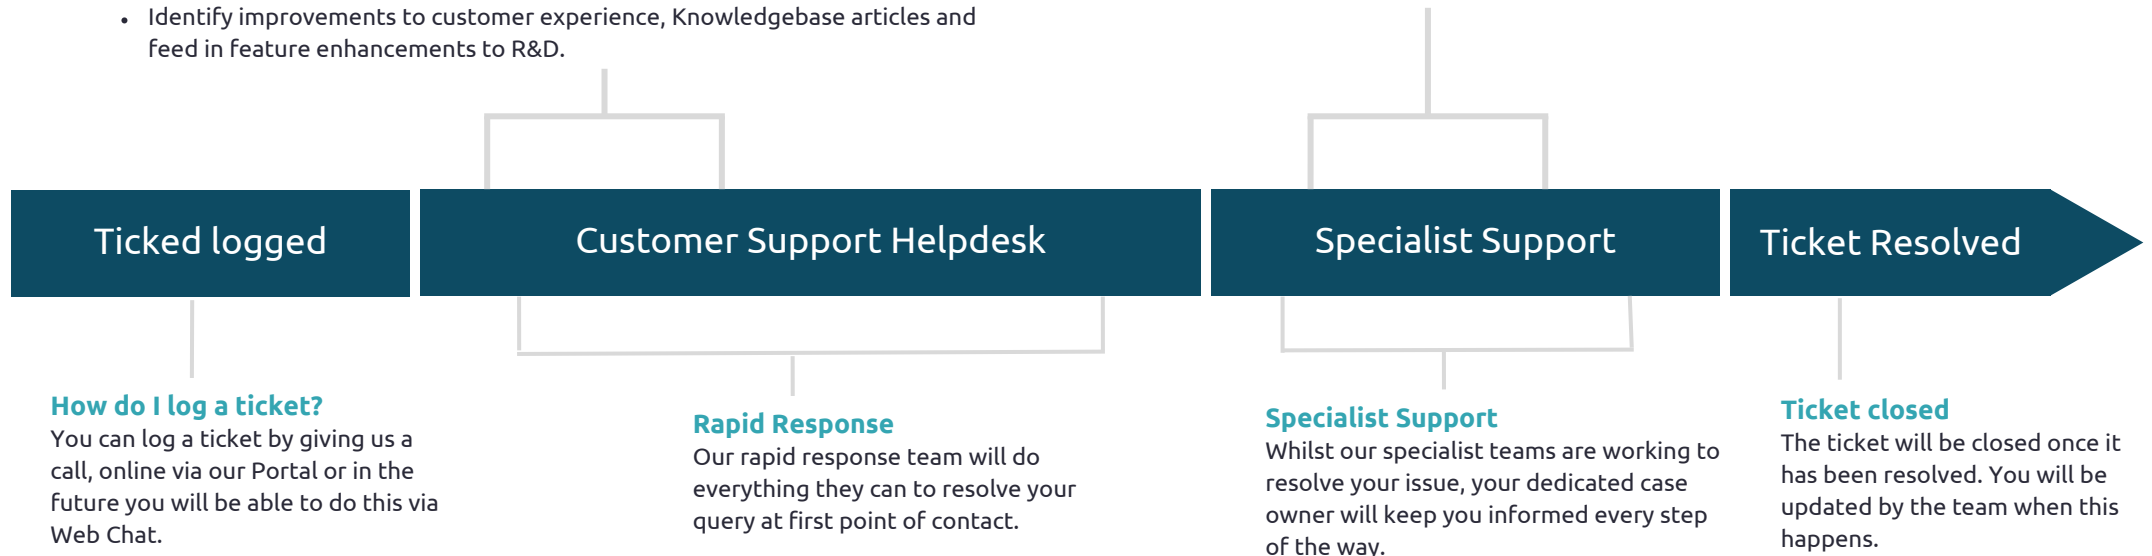 • Identify improvements to customer experience, Knowledgebase articles and
feed in feature enhancements to R&D.
Ticked logged
Customer Support Helpdesk
Specialist Support
Ticket Resolved
How do I log a ticket?
You can log a ticket by giving us a
call, online via our Portal or in the
future you will be able to do this via
Web Chat.
Rapid Response
Our rapid response team will do
everything they can to resolve your
query at first point of contact.
Specialist Support
Whilst our specialist teams are working to
resolve your issue, your dedicated case
owner will keep you informed every step
of the way.
Ticket closed
The ticket will be closed once it
has been resolved. You will be
updated by the team when this
happens.